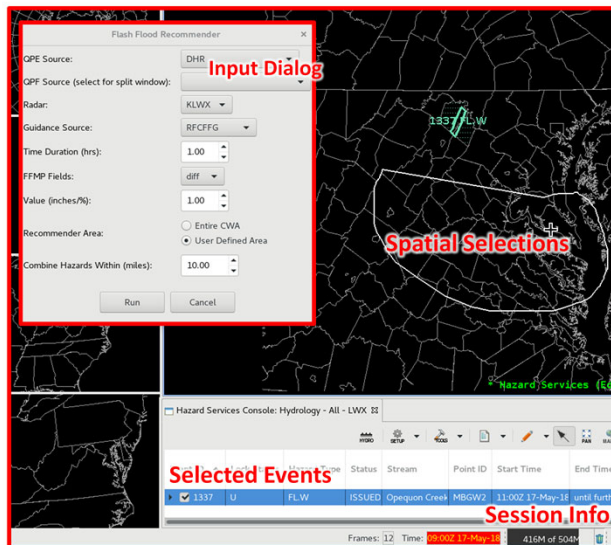 Flash Flood Recommender ×
QPE Source: DHR
Input Dialog
QPF Source (select for split window):
Radar: KLWX
Guidance Source: RFCFFG
Time Duration (hrs): 1.00
FFMP Fields: diff
Value (inches/%): 1.00
Recommender Area: Entire CWA
User Defined Area
Combine Hazards Within (miles): 10.00
Run Cancel
1337 FL.W
Spatial Selections
* Hazard Services (E
Hazard Services Console: Hydrology - All - LWX
HYDRO SETUP TOOLS PAN
Selected Events
Type Status Stream Point ID Start Time End Time
1337 U FL.W ISSUED Opequon Creek MBGW2 11:00Z 17-May-18 until furth
Session Info
Frames: 12 Time: 09:00Z 17-May-18 416M of 504M